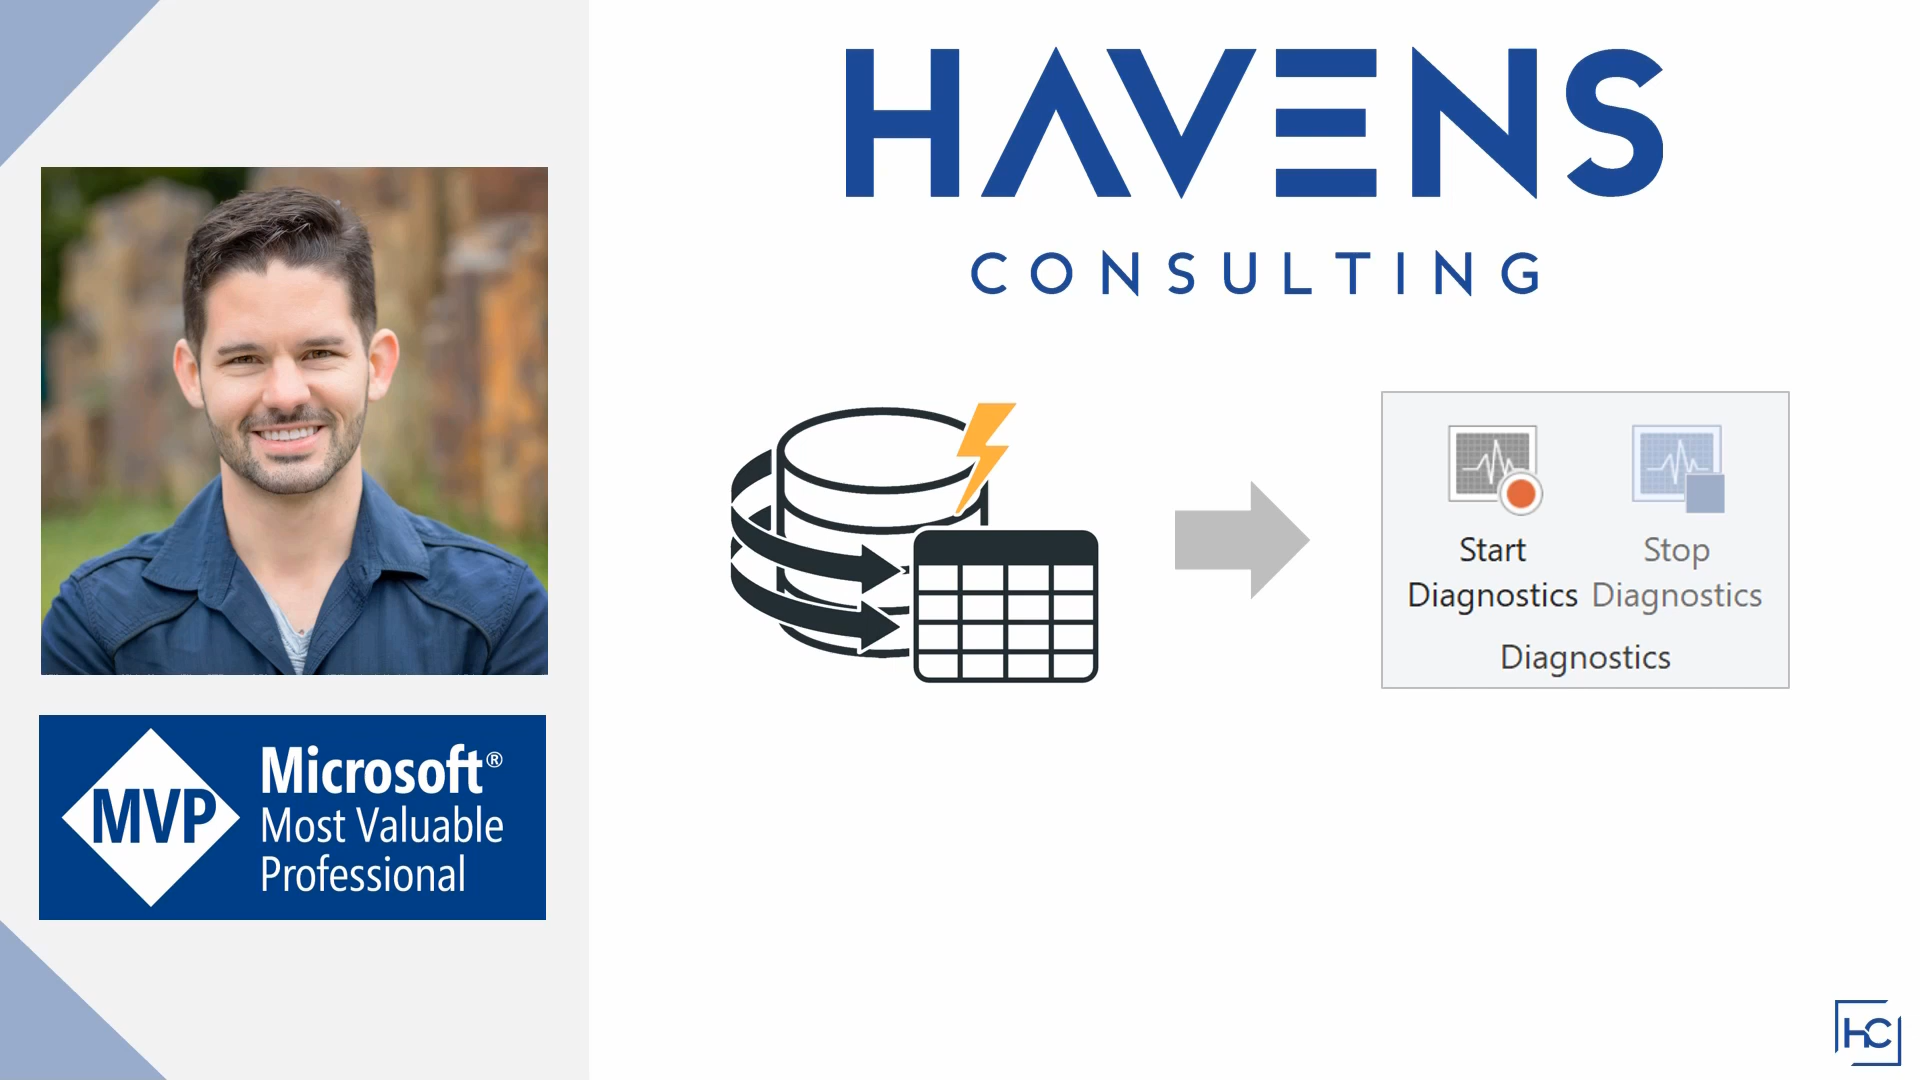 HAVENS
CONSULTING
Start
Diagnostics
Stop
Diagnostics
Diagnostics
MVP
Microsoft®
Most Valuable
Professional
HC